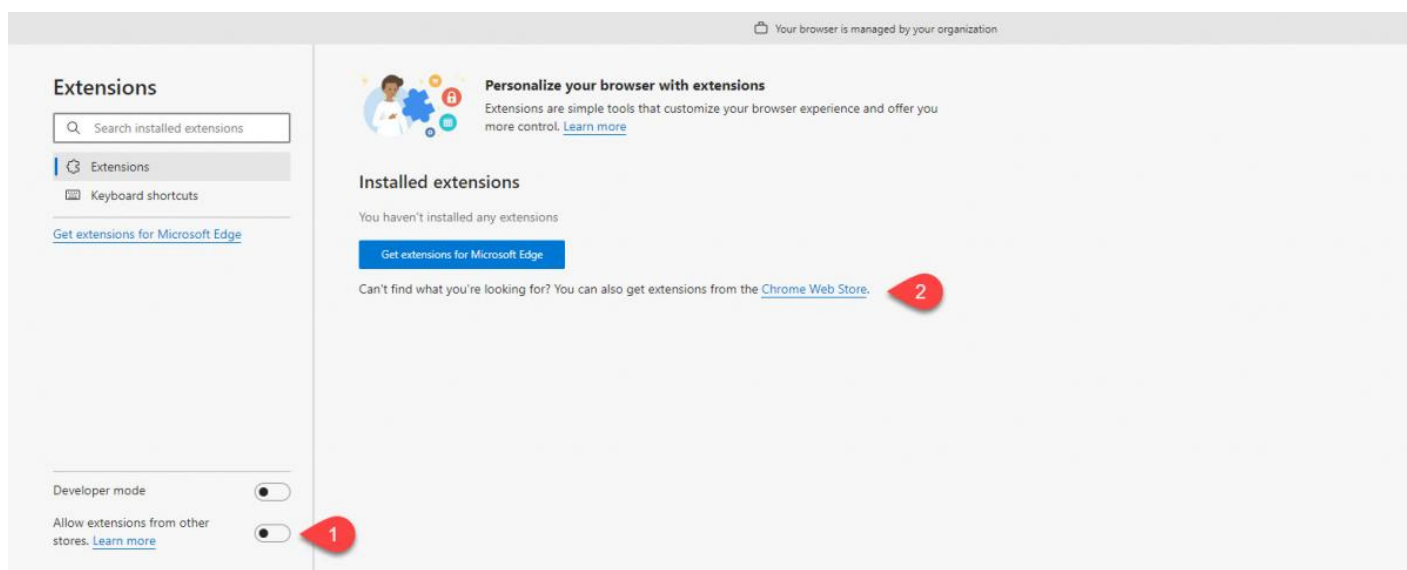 Your browser is managed by your organization
Extensions
Search installed extensions
Extensions
Keyboard shortcuts
Get extensions for Microsoft Edge
Personalize your browser with extensions
Extensions are simple tools that customize your browser experience and offer you
more control. Learn more
Installed extensions
You haven't installed any extensions
Get extensions for Microsoft Edge
Can't find what you're looking for? You can also get extensions from the Chrome Web Store.
2
Developer mode
Allow extensions from other
stores. Learn more
1